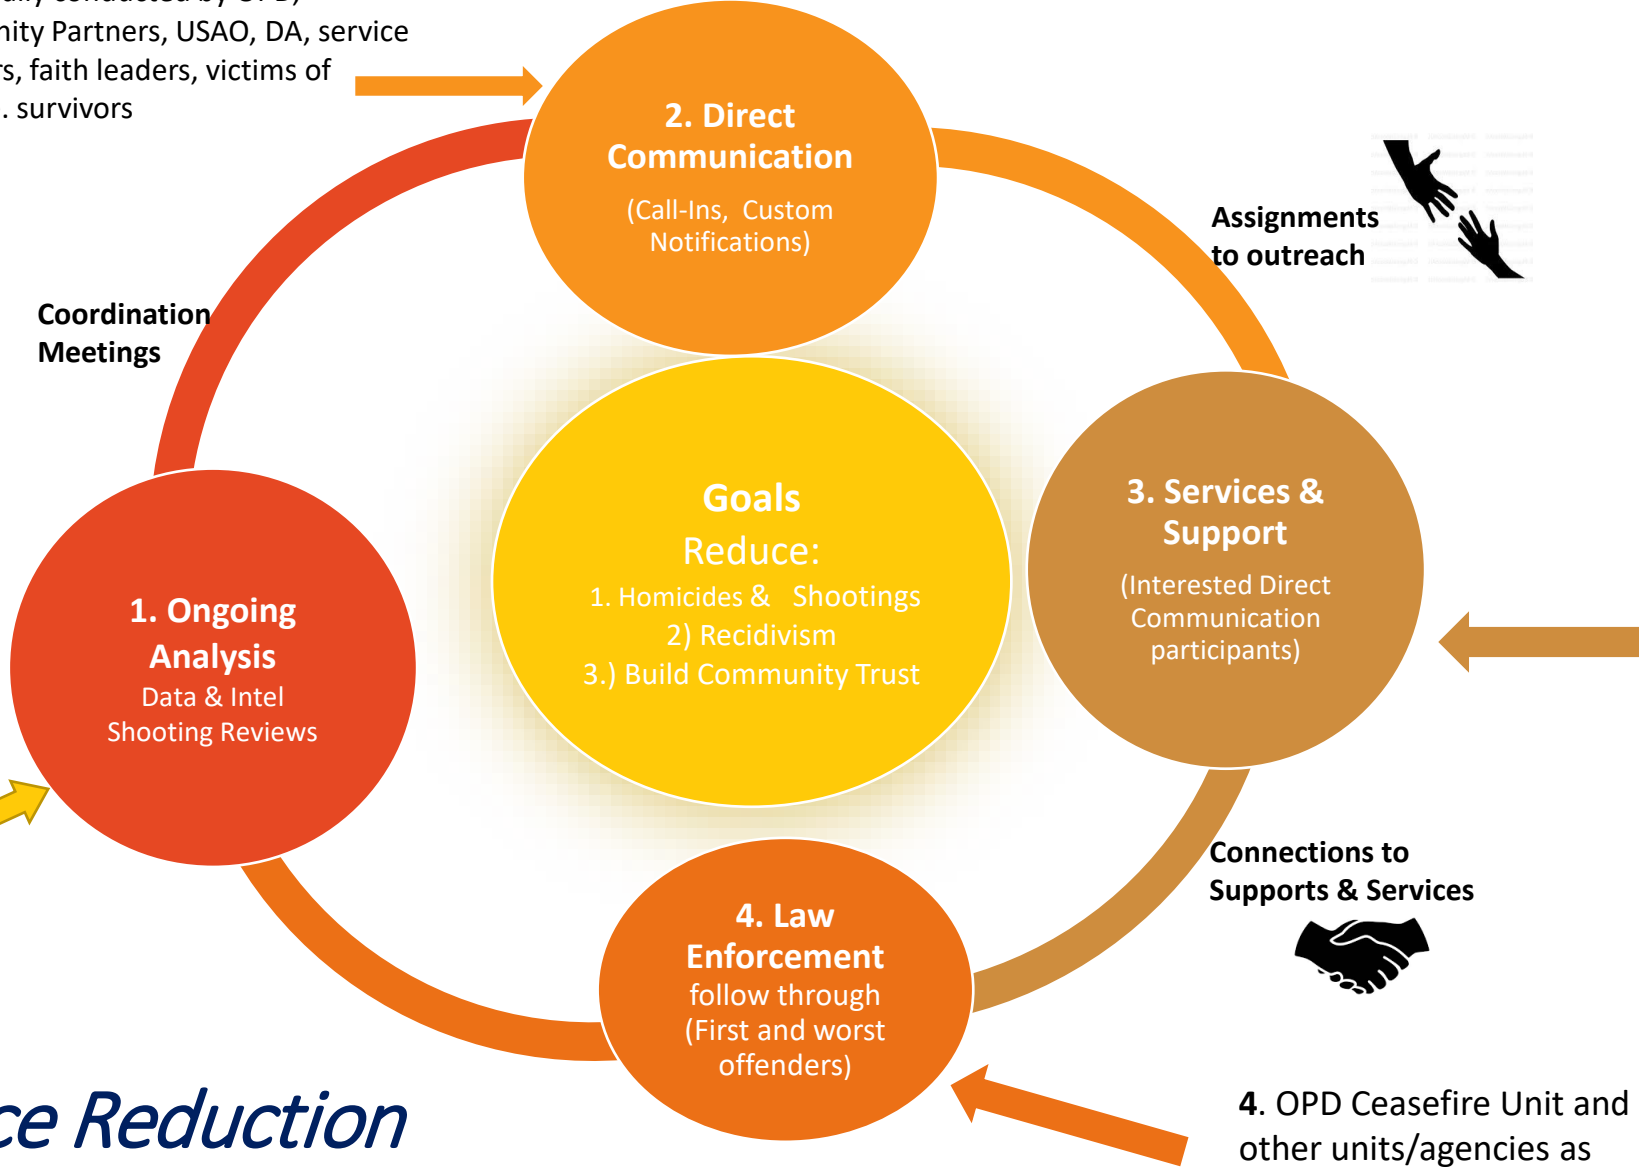 nity Partners, USAO, DA, service
rs, faith leaders, victims of
. survivors
2. Direct
Communication
(Call-Ins, Custom
Notifications)
Assignments
to outreach
Coordination
Meetings
Goals
Reduce:
1. Homicides & Shootings
2) Recidivism
3.) Build Community Trust
3. Services &
Support
(Interested Direct
Communication
participants)
1. Ongoing
Analysis
Data & Intel
Shooting Reviews
Connections to
Supports & Services
4. Law
Enforcement
follow through
(First and worst
offenders)
ce Reduction
4. OPD Ceasefire Unit and
other units/agencies as